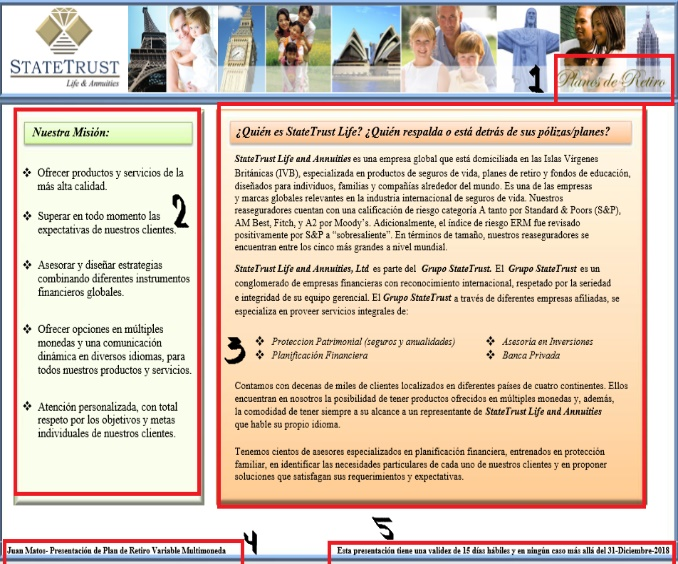 STATETRUST
Life & Annuities
1
Planes de Retiro
Nuestra Misión:
❖ Ofrecer productos y servicios de la
más alta calidad.
❖ Superar en todo momento las
expectativas de nuestros clientes.
2
❖ Asesorar y diseñar estrategias
combinando diferentes instrumentos
financieros globales.
❖ Ofrecer opciones en múltiples
monedas y una comunicación
dinámica en diversos idiomas, para
todos nuestros productos y servicios.
❖ Atención personalizada, con total
respeto por los objetivos y metas
individuales de nuestros clientes.
¿Quién es StateTrust Life? ¿Quién respalda o está detrás de sus pólizas/planes?
StateTrust Life and Annuities es una empresa global que está domiciliada en las Islas Vírgenes
Británicas (IVB), especializada en productos de seguros de vida, planes de retiro y fondos de educación,
diseñados para individuos, familias y compañías alrededor del mundo. Es una de las empresas
y marcas globales relevantes en la industria internacional de seguros de vida. Nuestros
reaseguradores cuentan con una calificación de riesgo categoría A tanto por Standard & Poors (S&P),
AM Best, Fitch, y A2 por Moody's. Adicionalmente, el índice de riesgo ERM fue revisado
positivamente por S&P a “sobresaliente”. En términos de tamaño, nuestros reaseguradores se
encuentran entre los cinco más grandes a nivel mundial.
StateTrust Life and Annuities, Ltd es parte del Grupo StateTrust. El Grupo StateTrust es un
conglomerado de empresas financieras con reconocimiento internacional, respetado por la seriedad
e integridad de su equipo gerencial. El Grupo StateTrust a través de diferentes empresas afiliadas, se
especializa en proveer servicios integrales de:
3
❖ Proteccion Patrimonial (seguros y anualidades) ❖ Asesoría en Inversiones
❖ Planificación Financiera ❖ Banca Privada
Contamos con decenas de miles de clientes localizados en diferentes países de cuatro continentes. Ellos
encuentran en nosotros la posibilidad de tener productos ofrecidos en múltiples monedas y, además,
la comodidad de tener siempre a su alcance a un representante de StateTrust Life and Annuities
que hable su propio idioma.
Tenemos cientos de asesores especializados en planificación financiera, entrenados en protección
familiar, en identificar las necesidades particulares de cada uno de nuestros clientes y en proponer
soluciones que satisfagan sus requerimientos y expectativas.
4
5
Juan Matos- Presentación de Plan de Retiro Variable Multimoneda
Esta presentación tiene una validez de 15 días hábiles y en ningún caso más allá del 31-Diciembre-2018